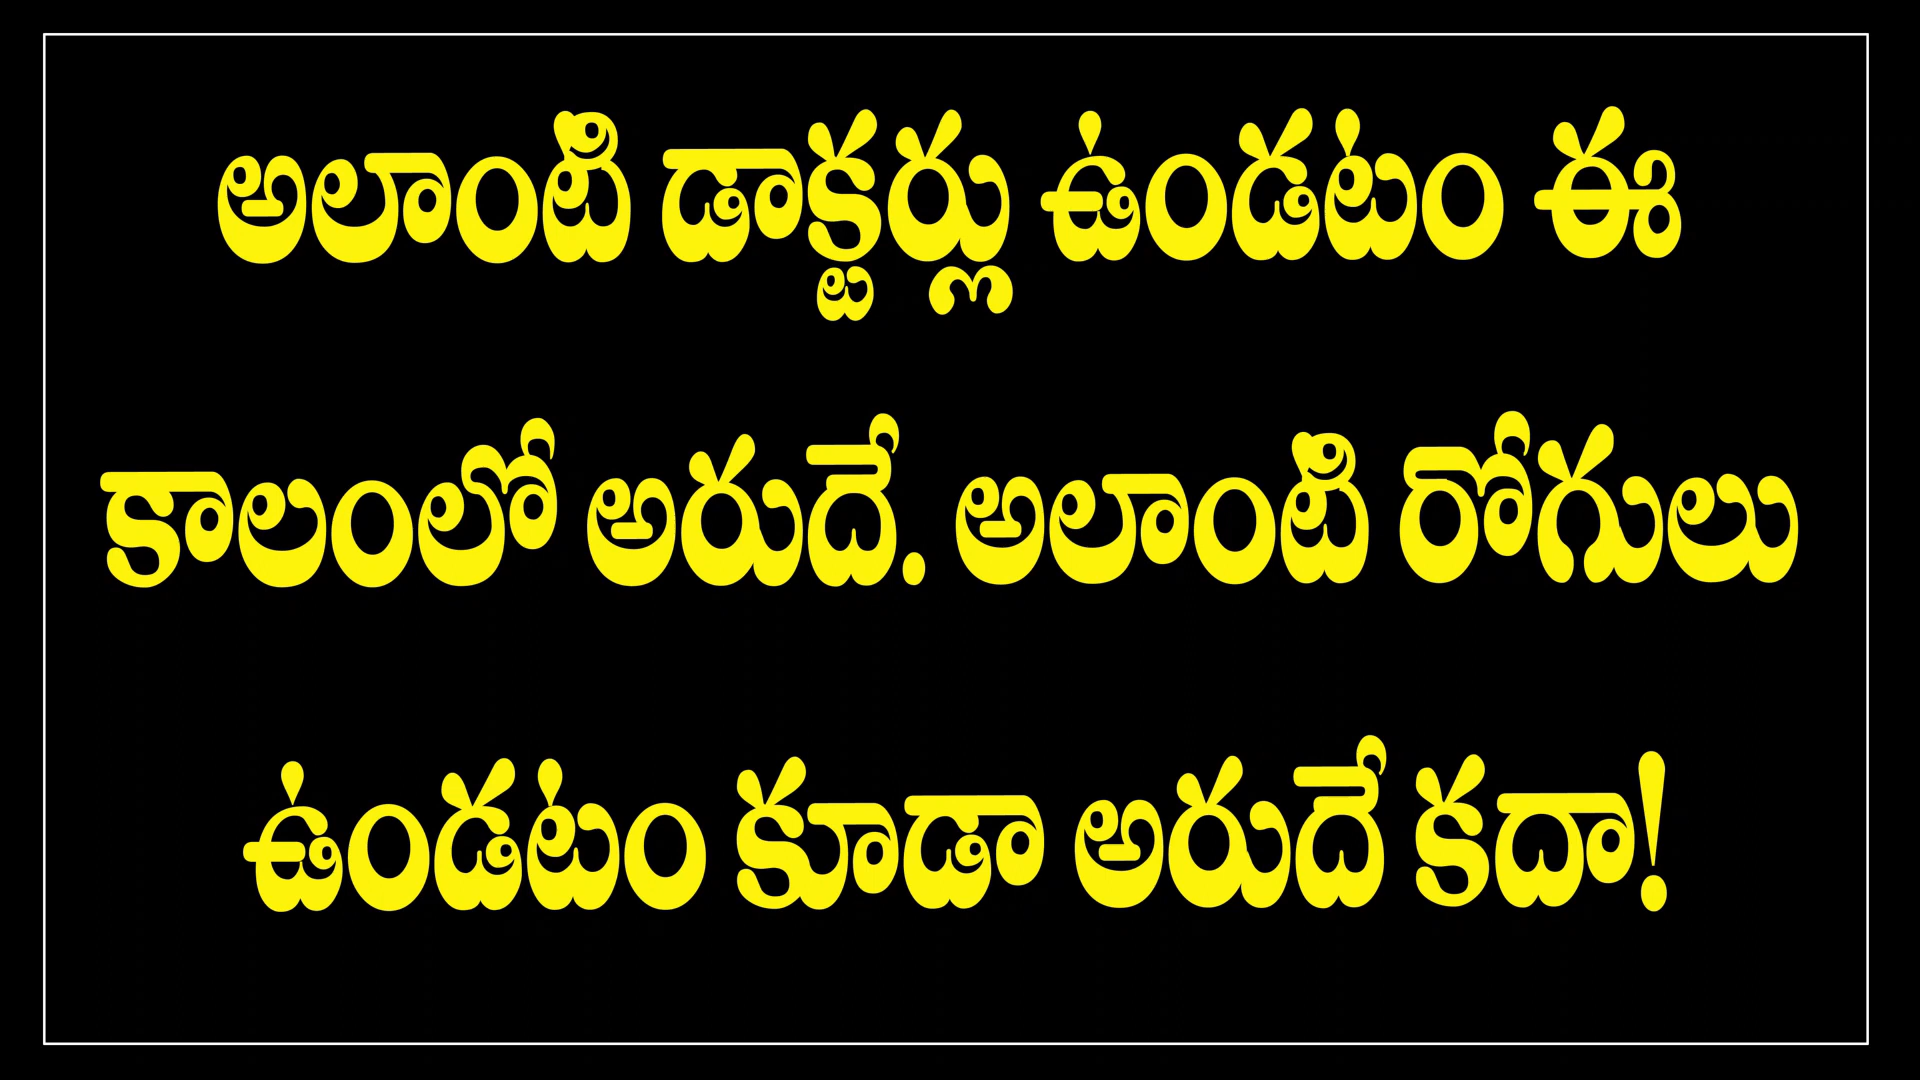 అలాంటి డాక్టర్లు ఉండటం ఈ
కాలంలో అరుదే. అలాంటి రోగులు
ఉండటం కూడా అరుదే కదా!